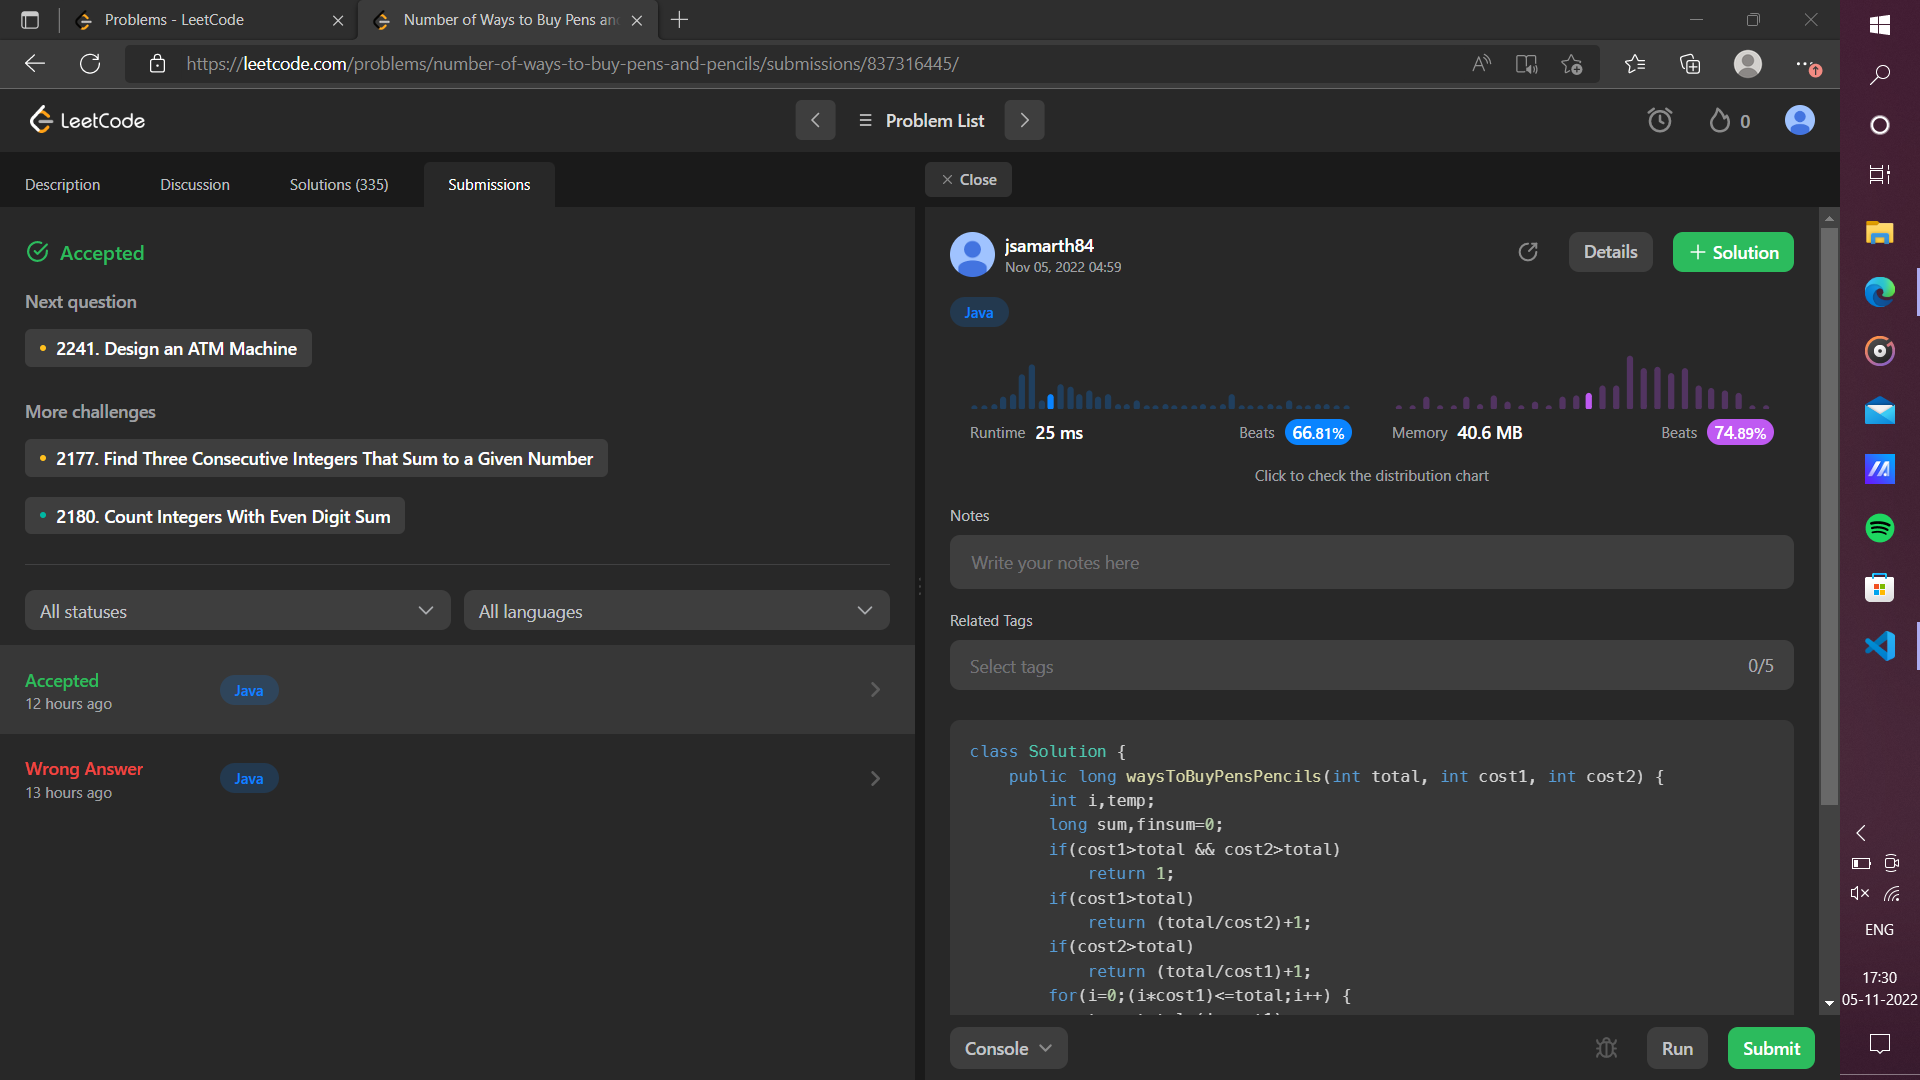 Problems - LeetCode
Number of Ways to Buy Pens an
https://leetcode.com/problems/number-of-ways-to-buy-pens-and-pencils/submissions/837316445/
LeetCode
Problem List
0
Description
Discussion
Solutions (335)
Submissions
Close
Accepted
Next question
2241. Design an ATM Machine
More challenges
2177. Find Three Consecutive Integers That Sum to a Given Number
2180. Count Integers With Even Digit Sum
All statuses
All languages
Accepted
12 hours ago
Java
Wrong Answer
13 hours ago
Java
jsamarth84
Nov 05, 2022 04:59
Details
+ Solution
Java
Runtime 25 ms
Beats 66.81%
Memory 40.6 MB
Beats 74.89%
Click to check the distribution chart
Notes
Write your notes here
Related Tags
Select tags
0/5
class Solution {
public long waysToBuyPensPencils(int total, int cost1, int cost2) {
int i,temp;
long sum,finsum=0;
if(cost1>total && cost2>total)
return 1;
if(cost1>total)
return (total/cost2)+1;
if(cost2>total)
return (total/cost1)+1;
for(i=0;(i*cost1)<=total;i++) {
Console
Run
Submit
ENG
17:30
05-11-2022